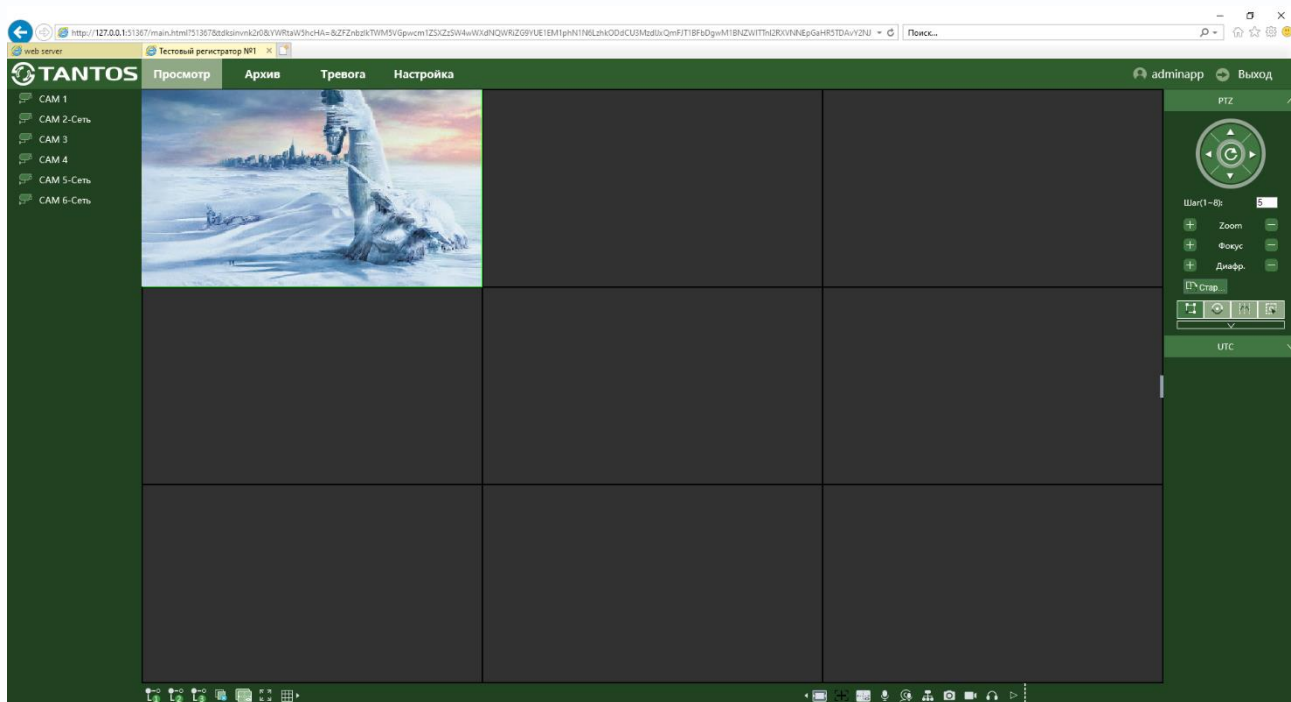 Поиск...
web server
Тестовый регистратор №1
TANTOS Просмотр Архив Тревога Настройка adminapp Выход
CAM 1
CAM 2-Сеть
CAM 3
CAM 4
CAM 5-Сеть
CAM 6-Сеть
PTZ
Шаг(1~8): 5
Zoom
Фокус
Диафр.
Стар...
UTC